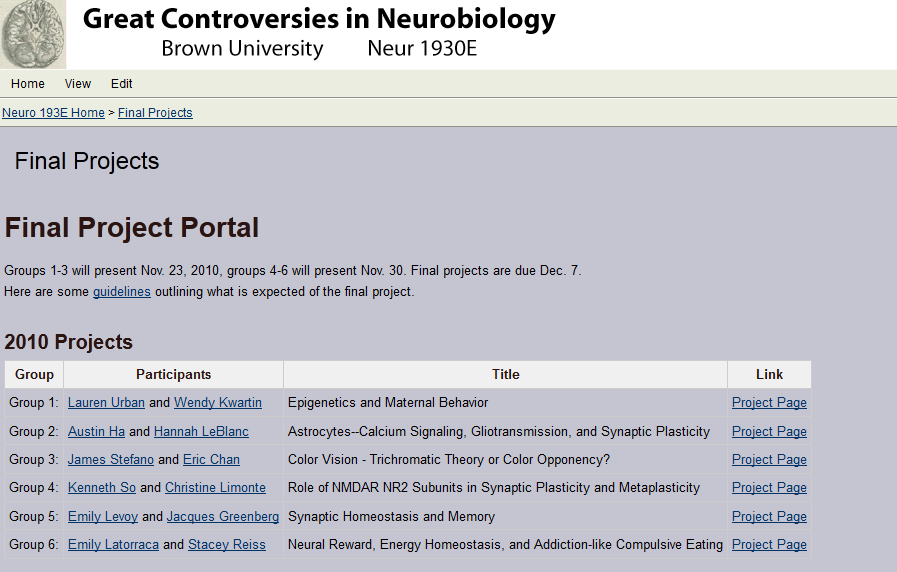 Great Controversies in Neurobiology
Brown University Neur 1930E
Home View Edit
Neuro 193E Home > Final Projects
Final Projects
Final Project Portal
Groups 1-3 will present Nov. 23, 2010, groups 4-6 will present Nov. 30. Final projects are due Dec. 7.
Here are some guidelines outlining what is expected of the final project.
2010 Projects
Group Participants Title Link
Group 1: Lauren Urban and Wendy Kwartin Epigenetics and Maternal Behavior Project Page
Group 2: Austin Ha and Hannah LeBlanc Astrocytes--Calcium Signaling, Gliotransmission, and Synaptic Plasticity Project Page
Group 3: James Stefano and Eric Chan Color Vision - Trichromatic Theory or Color Opponency? Project Page
Group 4: Kenneth So and Christine Limonte Role of NMDAR NR2 Subunits in Synaptic Plasticity and Metaplasticity Project Page
Group 5: Emily Levoy and Jacques Greenberg Synaptic Homeostasis and Memory Project Page
Group 6: Emily Latorraca and Stacey Reiss Neural Reward, Energy Homeostasis, and Addiction-like Compulsive Eating Project Page